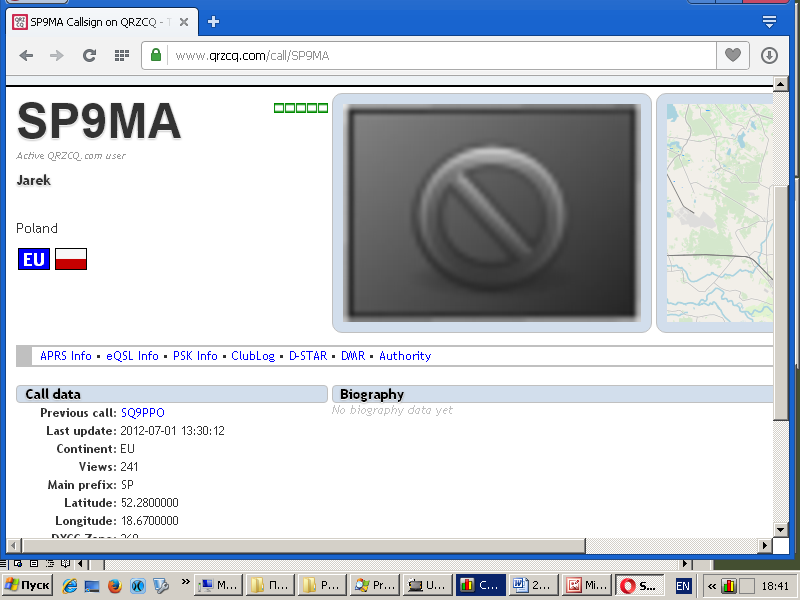 SP9MA Callsign on QRZCQ - T
www.qrzcq.com/call/SP9MA
SP9MA
Active QRZCQ.com user
Jarek
Poland
EU
APRS Info • eQSL Info • PSK Info • ClubLog • D-STAR • DMR • Authority
Call data
Biography
Previous call: SQ9PPO
No biography data yet
Last update: 2012-07-01 13:30:12
Continent: EU
Views: 241
Main prefix: SP
Latitude: 52.2800000
Longitude: 18.6700000
Пуск
M...
П...
P...
Pr...
U...
C...
2...
Mi...
S...
EN
18:41